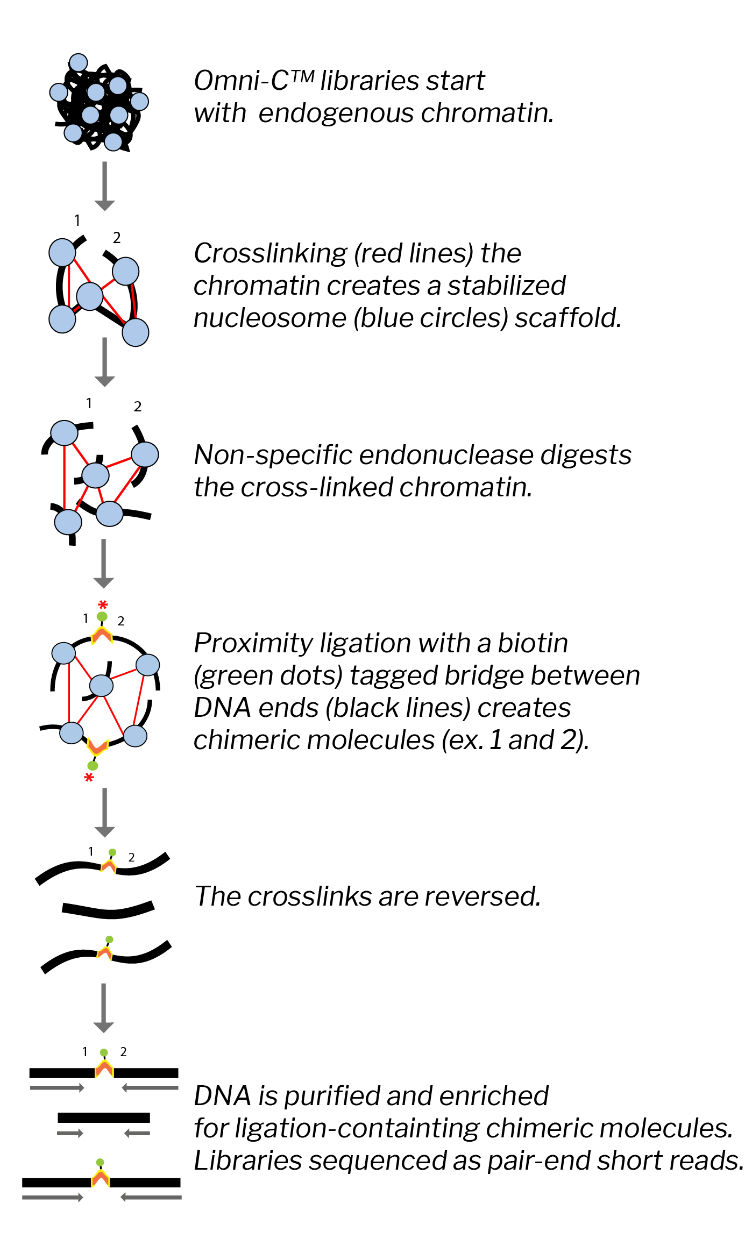 Omni-C™ libraries start
with endogenous chromatin.
1
2
Crosslinking (red lines) the
chromatin creates a stabilized
nucleosome (blue circles) scaffold.
1
2
Non-specific endonuclease digests
the cross-linked chromatin.
*
1
2
Proximity ligation with a biotin
(green dots) tagged bridge between
DNA ends (black lines) creates
chimeric molecules (ex. 1 and 2).
*
1
2
The crosslinks are reversed.
1
2
DNA is purified and enriched
for ligation-containting chimeric molecules.
Libraries sequenced as pair-end short reads.